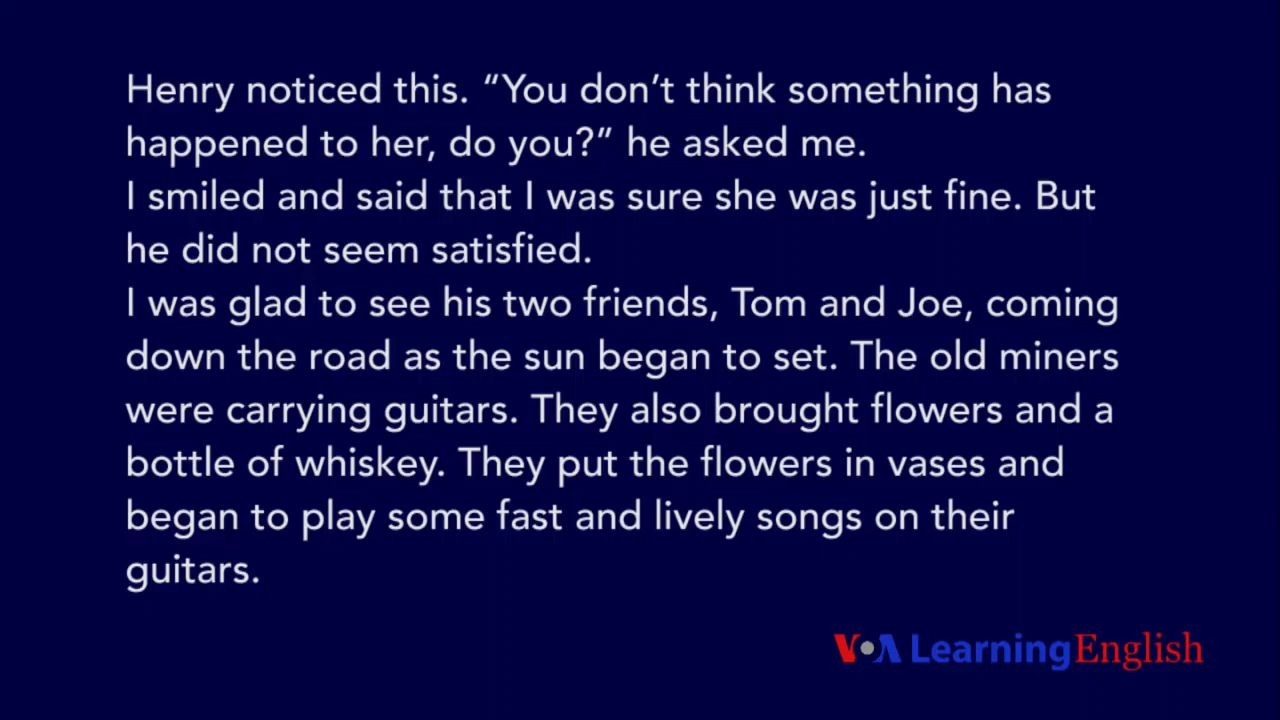 Henry noticed this. “You don’t think something has
happened to her, do you?” he asked me.
I smiled and said that I was sure she was just fine. But
he did not seem satisfied.
I was glad to see his two friends, Tom and Joe, coming
down the road as the sun began to set. The old miners
were carrying guitars. They also brought flowers and a
bottle of whiskey. They put the flowers in vases and
began to play some fast and lively songs on their
guitars.
VOA Learning English